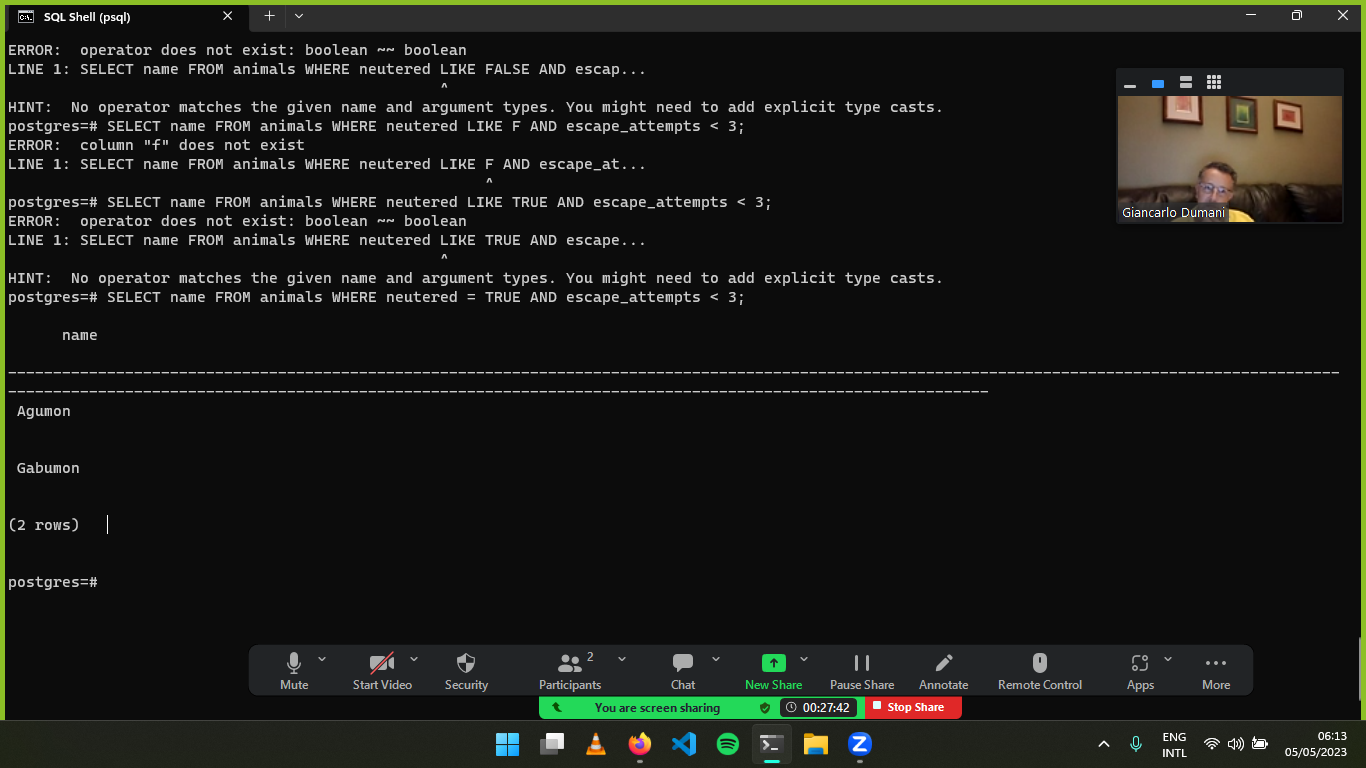 SQL Shell (psql)
ERROR:  operator does not exist: boolean ~~ boolean
LINE 1: SELECT name FROM animals WHERE neutered LIKE FALSE AND escap...
^
HINT:  No operator matches the given name and argument types. You might need to add explicit type casts.
postgres=# SELECT name FROM animals WHERE neutered LIKE F AND escape_attempts < 3;
ERROR:  column "f" does not exist
LINE 1: SELECT name FROM animals WHERE neutered LIKE F AND escape_at...
^
postgres=# SELECT name FROM animals WHERE neutered LIKE TRUE AND escape_attempts < 3;
ERROR:  operator does not exist: boolean ~~ boolean
LINE 1: SELECT name FROM animals WHERE neutered LIKE TRUE AND escape...
^
HINT:  No operator matches the given name and argument types. You might need to add explicit type casts.
postgres=# SELECT name FROM animals WHERE neutered = TRUE AND escape_attempts < 3;
name
Agumon
Gabumon
(2 rows)
postgres=#
Giancarlo Dumani
Mute
Start Video
Security
Participants 2
Chat
New Share
Pause Share
Annotate
Remote Control
Apps
More
You are screen sharing
00:27:42
Stop Share
ENG
INTL
06:13
05/05/2023